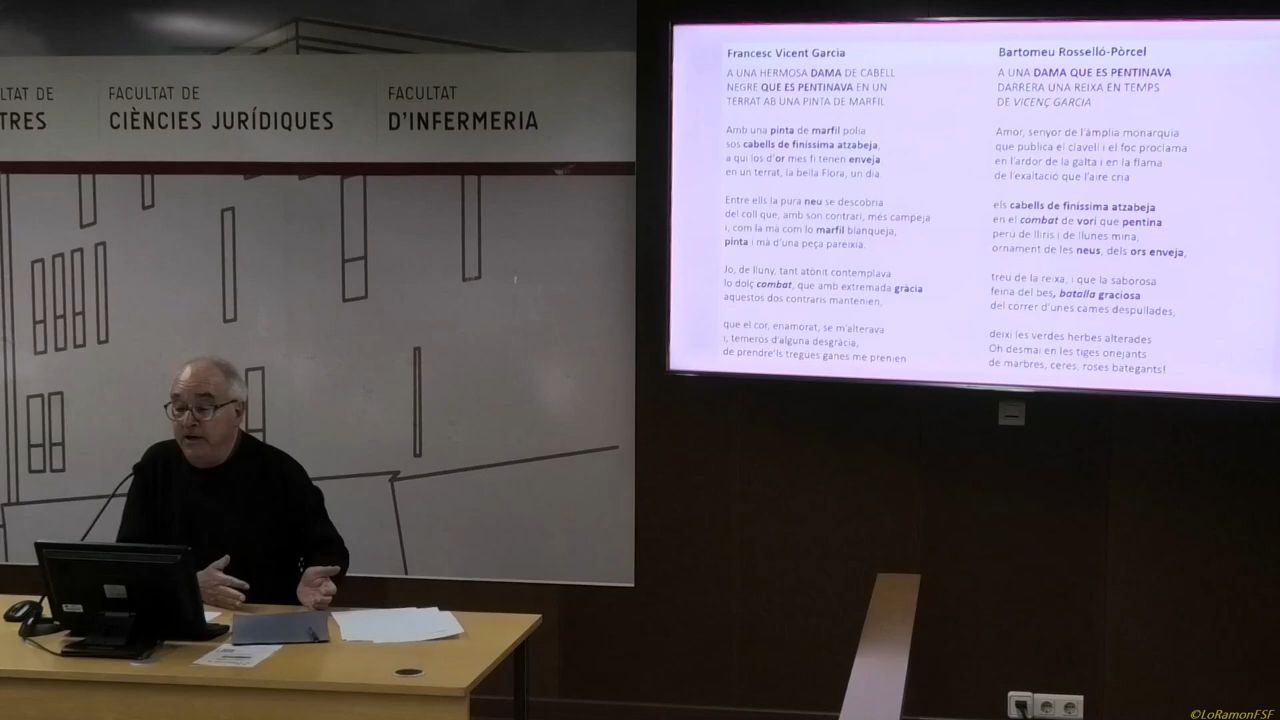 LTAT DE
TRES
FACULTAT DE
CIÈNCIES JURÍDIQUES
FACULTAT
D'INFERMERIA
Francesc Vicent Garcia
A UNA HERMOSA DAMA DE CABELL
NEGRE QUE ES PENTINAVA EN UN
TERRAT AB UNA PINTA DE MARFIL
Amb una pinta de marfil polia
sos cabells de finíssima atzabeja,
a qui los d'or més fi tenen enveja
en un terrat, la bella Flora, un dia.
Entre ells la pura neu se descobria
del coll que, amb son contrari, més campeja
i, com la mà com lo marfil blanqueja,
pinta i mà d'una peça pareixia.
Jo, de lluny, tant atònit contemplava
lo dolç combat, que amb extremada gràcia
aquestos dos contraris mantenien,
que el cor, enamorat, se m'alterava
i, temerós d'alguna desgràcia,
de prendre'ls tregues ganes me prenien
Bartomeu Rosselló-Pòrcel
A UNA DAMA QUE ES PENTINAVA
DARRERA UNA REIXA EN TEMPS
DE VICENÇ GARCIA
Amor, senyor de l'àmplia monarquia
que publica el clavell i el foc proclama
en l'ardor de la galta i en la flama
de l'exaltació que l'aire cria
els cabells de finíssima atzabeja
en el combat de vori que pentina
peru de lliris i de llunes mina,
ornament de les neus, dels ors enveja,
treu de la reixa, i que la saborosa
feina del bes, batalla graciosa
del córrer d'unes cames despullades,
deixi les verdes herbes alterades
Oh desmai en les tiges onejants
de marbres, ceres, roses bategants!
©LoRamonFSF